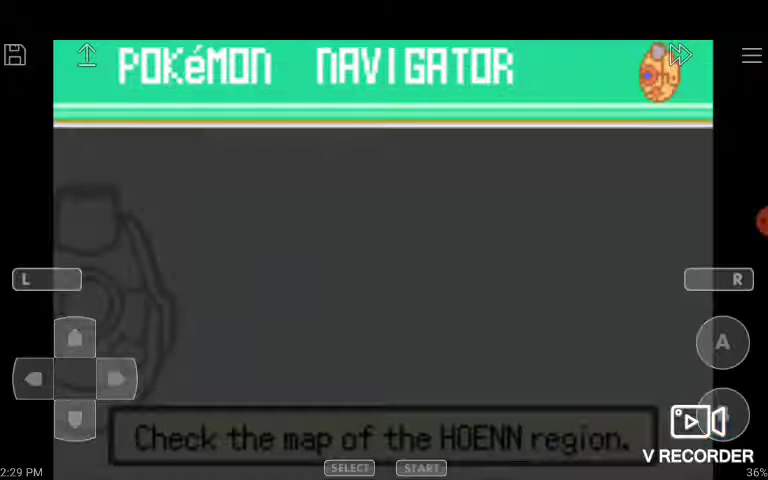 POKéMON NAVIGATOR
L
R
A
Check the map of the HOENN region.
V RECORDER
2:29 PM
SELECT
START
36%